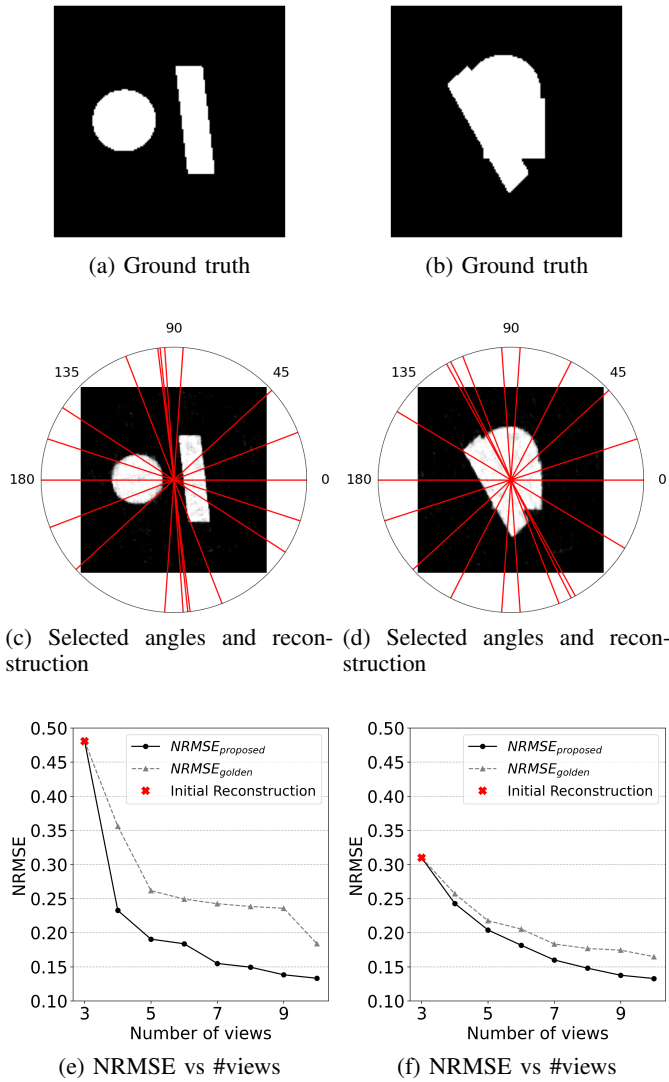 (a) Ground truth
(b) Ground truth
90
135
45
180
0
90
135
45
180
0
(c) Selected angles and recon-
struction
(d) Selected angles and recon-
struction
0.50
0.45
0.40
0.35
0.30
0.25
0.20
0.15
0.10
NRMSE
NRMSE_proposed
NRMSE_golden
Initial Reconstruction
3
5
7
9
Number of views
(e) NRMSE vs #views
0.50
0.45
0.40
0.35
0.30
0.25
0.20
0.15
0.10
NRMSE
NRMSE_proposed
NRMSE_golden
Initial Reconstruction
3
5
7
9
Number of views
(f) NRMSE vs #views